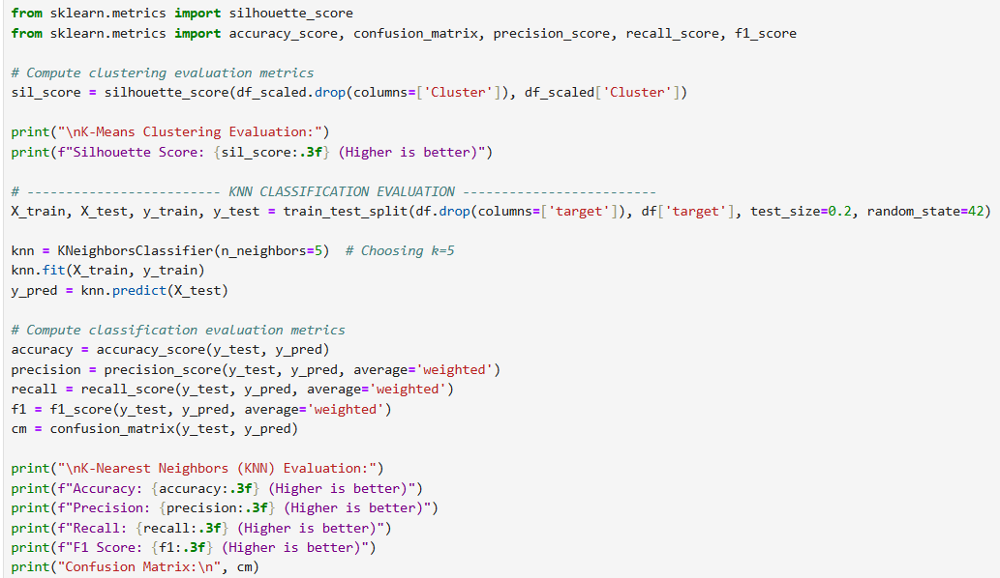 from sklearn.metrics import silhouette_score
from sklearn.metrics import accuracy_score, confusion_matrix, precision_score, recall_score, f1_score
# Compute clustering evaluation metrics
sil_score = silhouette_score(df_scaled.drop(columns=['Cluster']), df_scaled['Cluster'])
print("\nK-Means Clustering Evaluation:")
print(f"Silhouette Score: {sil_score:.3f} (Higher is better)")
# ------------------------- KNN CLASSIFICATION EVALUATION -------------------------
X_train, X_test, y_train, y_test = train_test_split(df.drop(columns=['target']), df['target'], test_size=0.2, random_state=42)
knn = KNeighborsClassifier(n_neighbors=5)  # Choosing k=5
knn.fit(X_train, y_train)
y_pred = knn.predict(X_test)
# Compute classification evaluation metrics
accuracy = accuracy_score(y_test, y_pred)
precision = precision_score(y_test, y_pred, average='weighted')
recall = recall_score(y_test, y_pred, average='weighted')
f1 = f1_score(y_test, y_pred, average='weighted')
cm = confusion_matrix(y_test, y_pred)
print("\nK-Nearest Neighbors (KNN) Evaluation:")
print(f"Accuracy: {accuracy:.3f} (Higher is better)")
print(f"Precision: {precision:.3f} (Higher is better)")
print(f"Recall: {recall:.3f} (Higher is better)")
print(f"F1 Score: {f1:.3f} (Higher is better)")
print("Confusion Matrix:\n", cm)